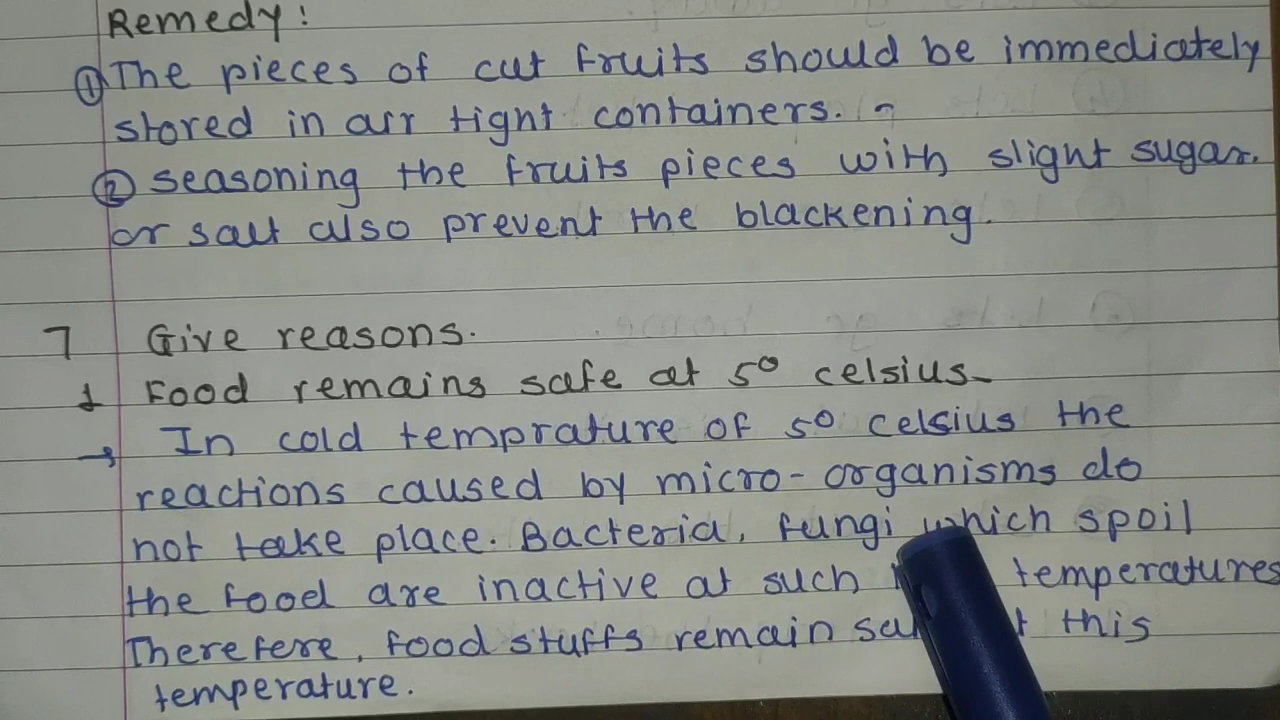 Remedy:
① The pieces of cut fruits should be immediately
stored in air tight containers.
② seasoning the fruits pieces with slight sugar.
or salt also prevent the blackening.
7 Give reasons.
1 Food remains safe at 5° celsius-
→ In cold temprature of 5° celsius the
reactions caused by micro-organisms do
not take place. Bacteria, fungi which spoil
the food are inactive at such temperatures
Therefere, food stuffs remain this
temperature.